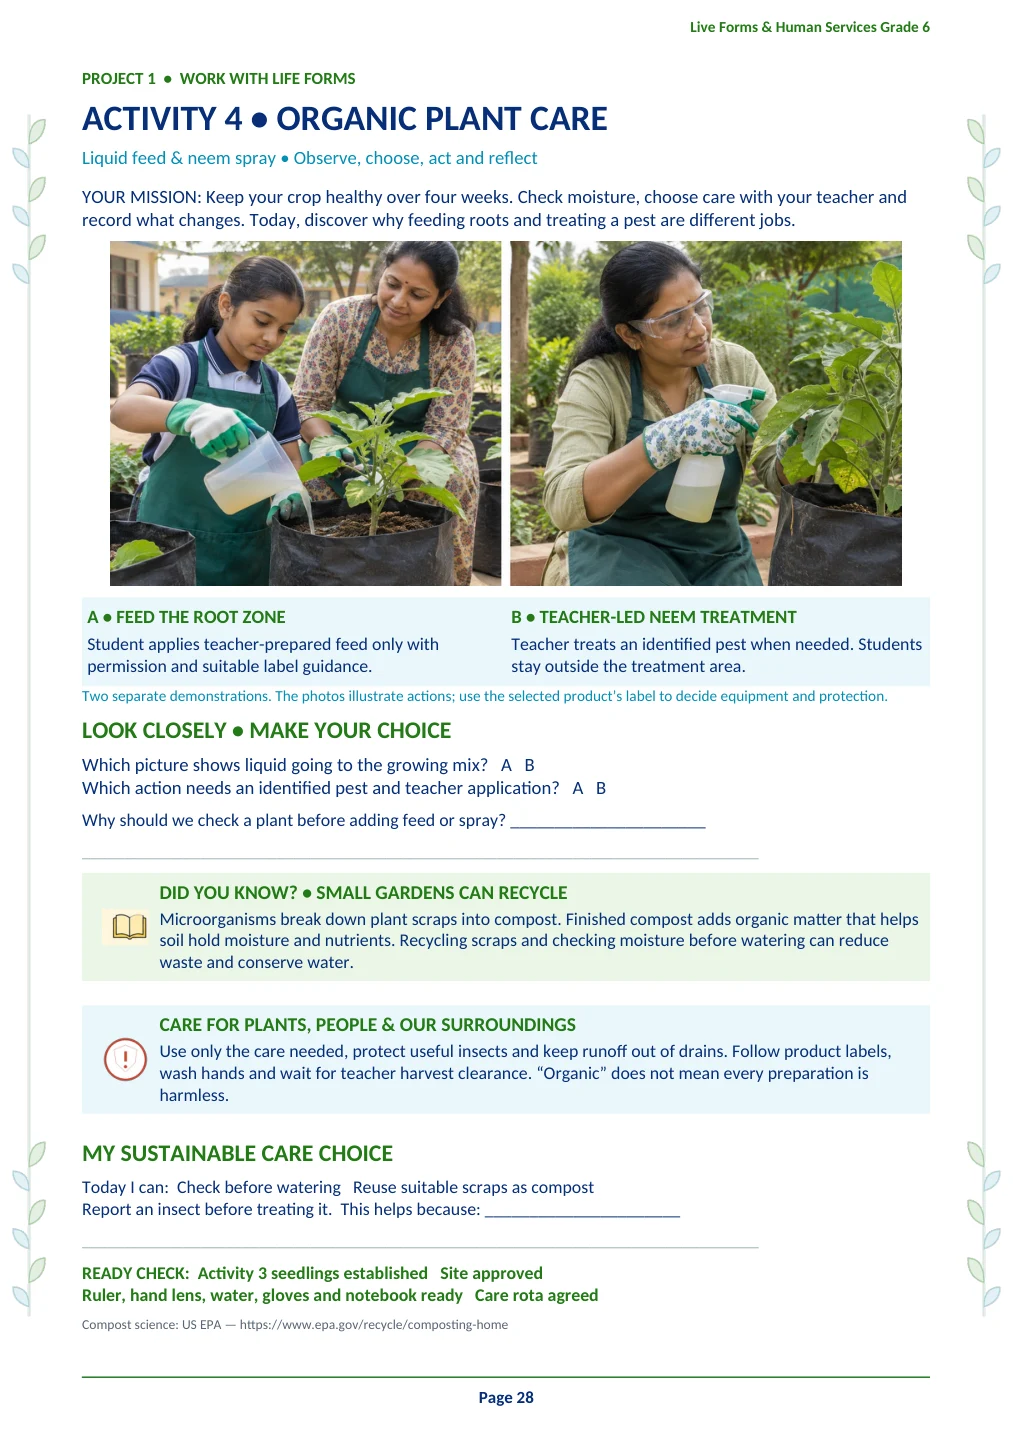 Live Forms & Human Services Grade 6
PROJECT 1 ● WORK WITH LIFE FORMS
ACTIVITY 4 ● ORGANIC PLANT CARE
Liquid feed & neem spray • Observe, choose, act and reflect
YOUR MISSION: Keep your crop healthy over four weeks. Check moisture, choose care with your teacher and
record what changes. Today, discover why feeding roots and treating a pest are different jobs.
A ● FEED THE ROOT ZONE
Student applies teacher-prepared feed only with
permission and suitable label guidance.
B ● TEACHER-LED NEEM TREATMENT
Teacher treats an identified pest when needed. Students
stay outside the treatment area.
Two separate demonstrations. The photos illustrate actions; use the selected product’s label to decide equipment and protection.
LOOK CLOSELY ● MAKE YOUR CHOICE
Which picture shows liquid going to the growing mix? A B
Which action needs an identified pest and teacher application? A B
Why should we check a plant before adding feed or spray? ______________________
DID YOU KNOW? ● SMALL GARDENS CAN RECYCLE
Microorganisms break down plant scraps into compost. Finished compost adds organic matter that helps
soil hold moisture and nutrients. Recycling scraps and checking moisture before watering can reduce
waste and conserve water.
CARE FOR PLANTS, PEOPLE & OUR SURROUNDINGS
Use only the care needed, protect useful insects and keep runoff out of drains. Follow product labels,
wash hands and wait for teacher harvest clearance. “Organic” does not mean every preparation is
harmless.
MY SUSTAINABLE CARE CHOICE
Today I can: Check before watering Reuse suitable scraps as compost
Report an insect before treating it. This helps because: ______________________
READY CHECK: Activity 3 seedlings established Site approved
Ruler, hand lens, water, gloves and notebook ready Care rota agreed
Compost science: US EPA — https://www.epa.gov/recycle/composting-home
Page 28